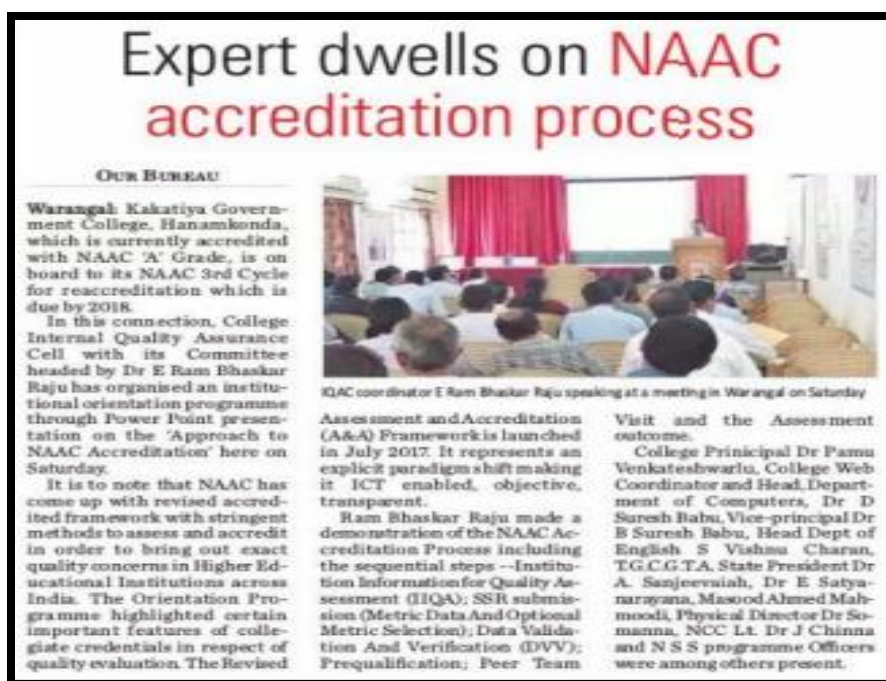 Expert dwells on NAAC
accreditation process
OUR BUREAU
Warangal: Kakatiya Govern-
ment College, Hanamkonda,
which is currently accredited
with NAAC 'A' Grade, is on
board to its NAAC 3rd Cycle
for reaccreditation which is
due by 2018.
In this connection, College
Internal Quality Assurance
Cell with its Committee
headed by Dr E Ram Bhaskar
Raju has organised an institu-
tional orientation programme
through Power Point presen-
tation on the 'Approach to
NAAC Accreditation' here on
Saturday.
It is to note that NAAC has
come up with revised accred-
ited framework with stringent
methods to assess and accredit
in order to bring out exact
quality concerns in Higher Ed-
ucational Institutions across
India. The Orientation Pro-
gramme highlighted certain
important features of colle-
giate credentials in respect of
quality evaluation. The Revised
IQAC coordinator E Ram Bhaskar Raju speaking at a meeting in Warangal on Saturday
Assessment and Accreditation
(A&A) Framework is launched
in July 2017. It represents an
explicit paradigm shift making
it ICT enabled, objective,
transparent.
Ram Bhaskar Raju made a
demonstration of the NAAC Ac-
creditation Process including
the sequential steps --Institu-
tion Information for Quality As-
sessment (IIQA); SSR submis-
sion (Metric Data And Optional
Metric Selection); Data Valida-
tion And Verification (DVV);
Prequalification; Peer Team
Visit and the Assessment
outcome.
College Prinicipal Dr Pamu
Venkateshwarlu, College Web
Coordinator and Head, Depart-
ment of Computers, Dr D
Suresh Babu, Vice-principal Dr
B Suresh Babu, Head Dept of
English S Vishnu Charan,
T.G.C.G.T.A. State President Dr
A. Sanjeevaiah, Dr E Satya-
narayana, Masood Ahmed Mah-
moodi, Physical Director Dr So-
manna, NCC Lt. Dr J Chinna
and N S S programme Officers
were among others present.